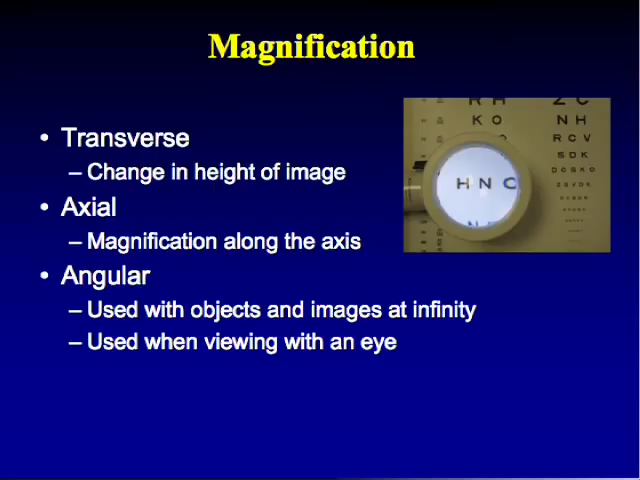 Magnification
• Transverse
– Change in height of image
• Axial
– Magnification along the axis
• Angular
– Used with objects and images at infinity
– Used when viewing with an eye
R H
Z C
K O
N H
R C V
S D K
D C S K O
H N C